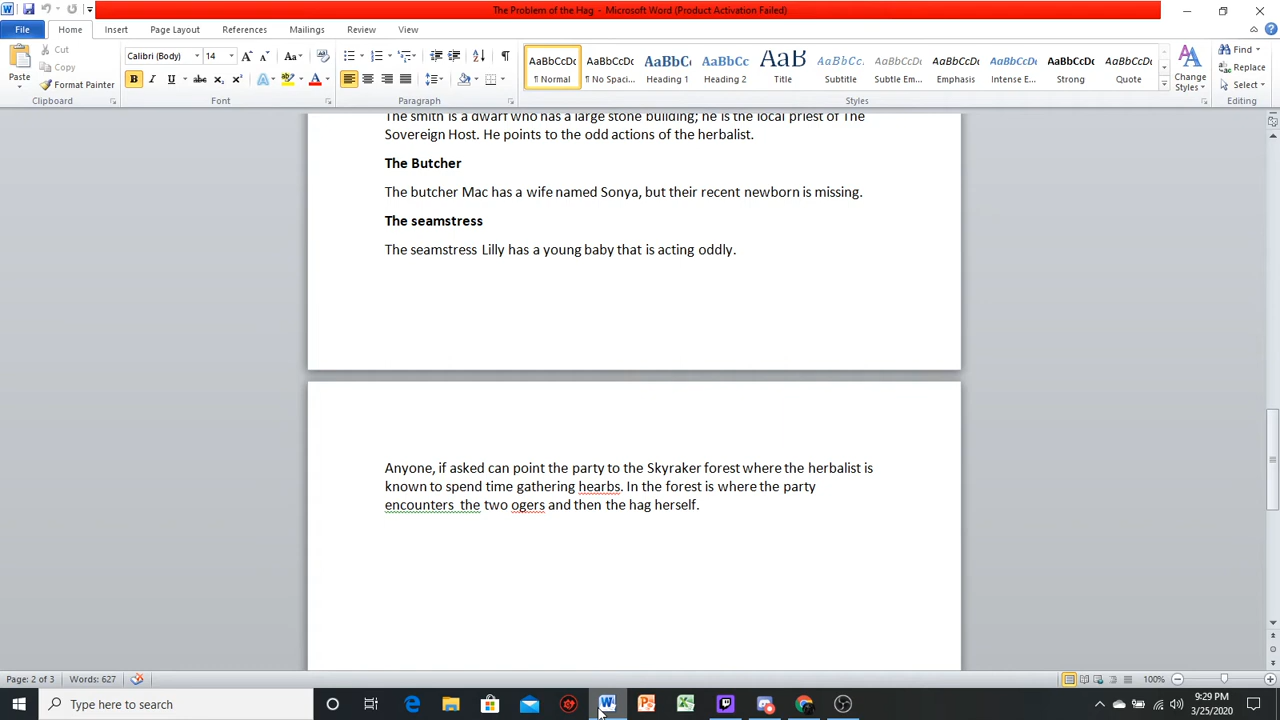 The Problem of the Hag - Microsoft Word (Product Activation Failed)
File Home Insert Page Layout References Mailings Review View
Paste
Cut
Copy
Format Painter
Clipboard
Calibri (Body) 14
Font
Paragraph
AaBbCcDc AaBbCcDc AaBbC AaBbCc AaB AaBbCc. AaBbCcDc AaBbCcDc AaBbCcDc AaBbCcDc AaBbCcDc
¶ Normal ¶ No Spaci... Heading 1 Heading 2 Title Subtitle Subtle Em... Emphasis Intense E... Strong Quote
Styles
Change
Styles
Find
Replace
Select
Editing
The smith is a dwarf who has a large stone building; he is the local priest of The
Sovereign Host. He points to the odd actions of the herbalist.
The Butcher
The butcher Mac has a wife named Sonya, but their recent newborn is missing.
The seamstress
The seamstress Lilly has a young baby that is acting oddly.
Anyone, if asked can point the party to the Skyraker forest where the herbalist is
known to spend time gathering hearbs. In the forest is where the party
encounters the two ogers and then the hag herself.
Page: 2 of 3 Words: 627 100%
Type here to search
9:29 PM
3/25/2020